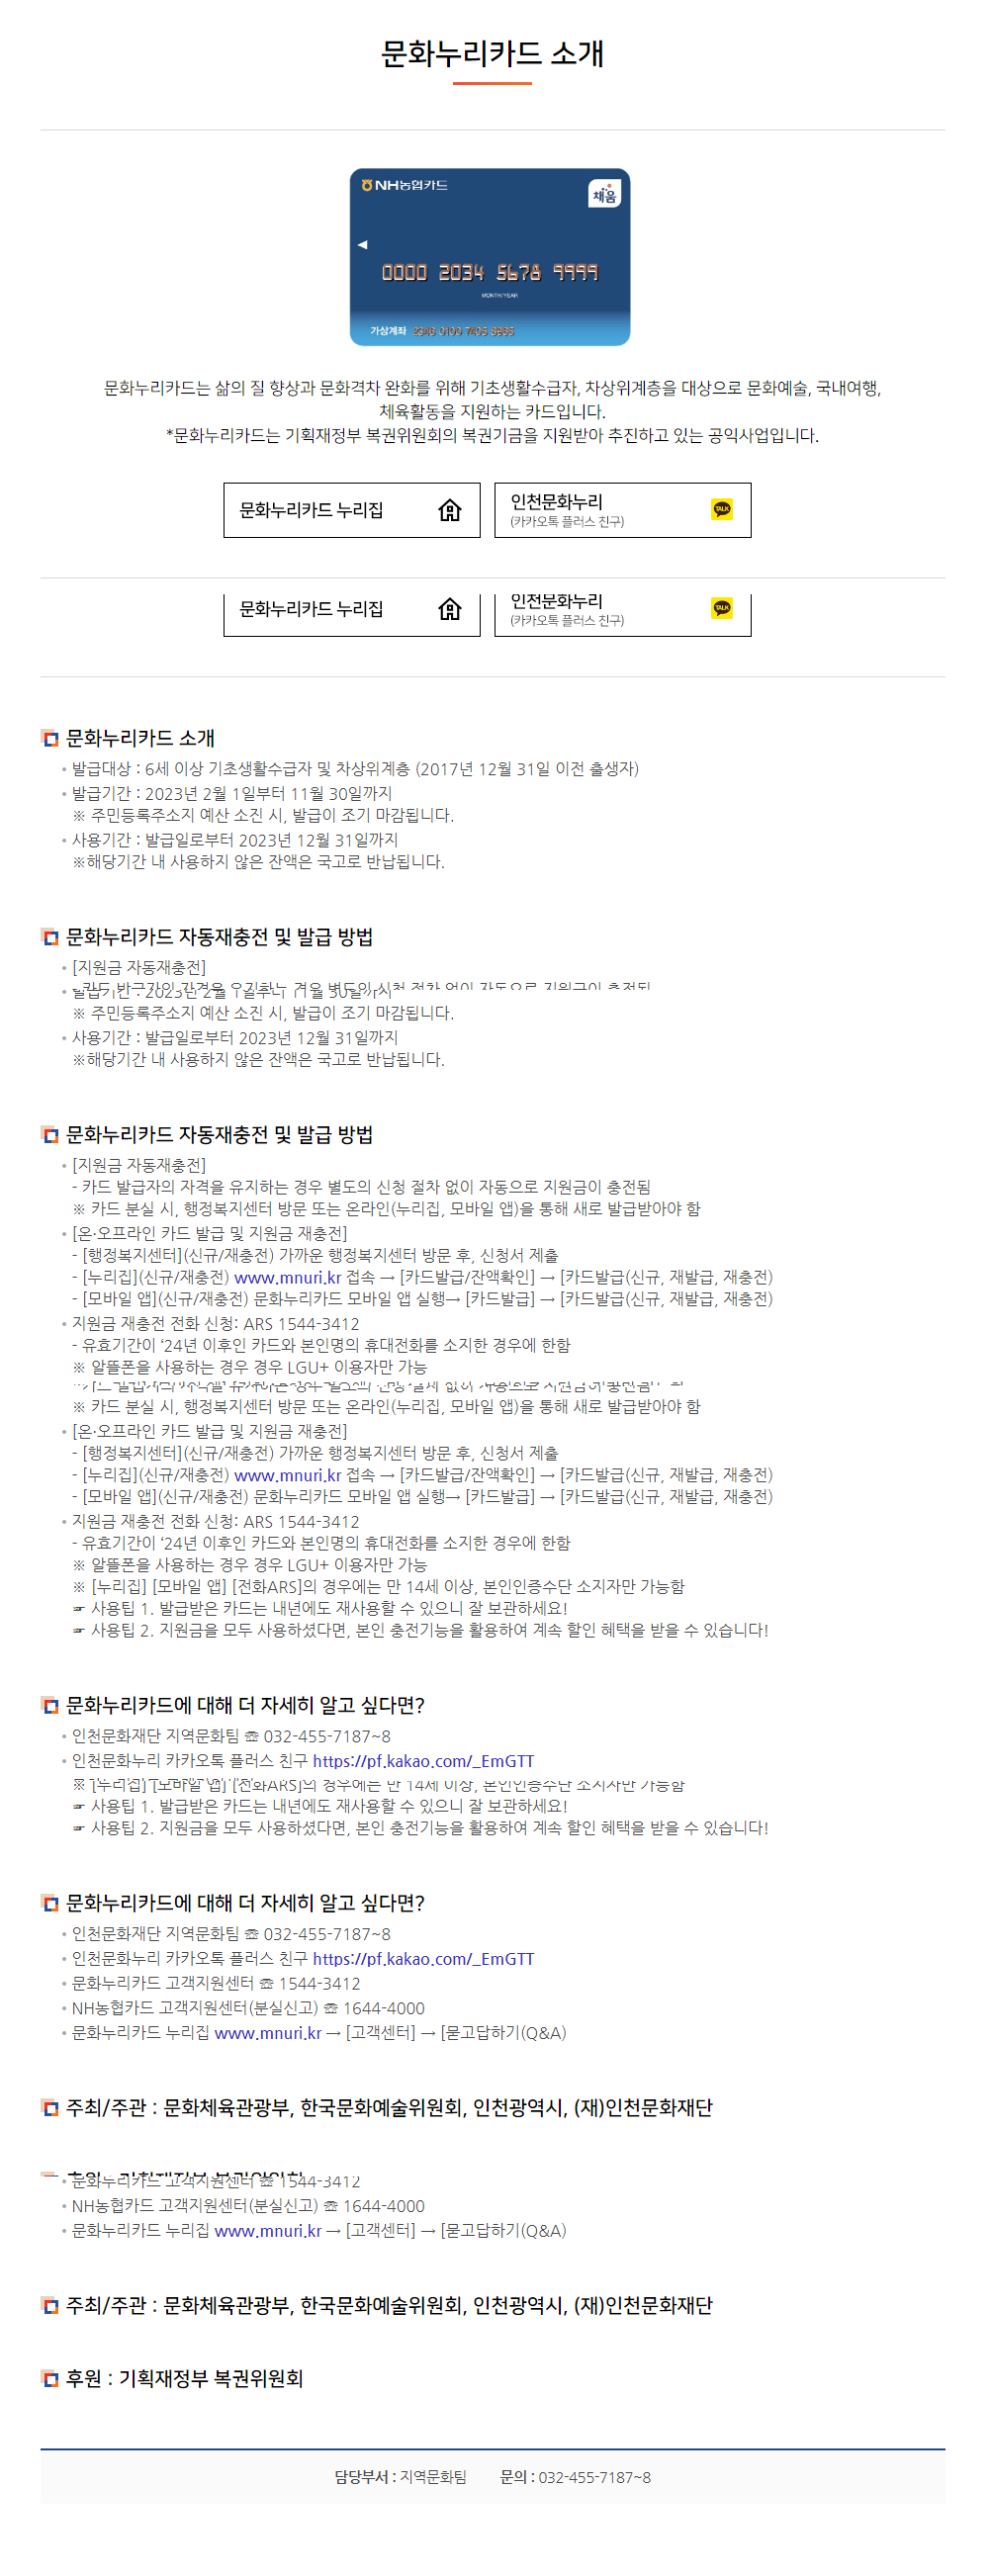 문화누리카드 소개
NH농협카드
채움
0000 2034 5678 9999
MONTH/YEAR
가상계좌
문화누리카드는 삶의 질 향상과 문화격차 완화를 위해 기초생활수급자, 차상위계층을 대상으로 문화예술, 국내여행,
체육활동을 지원하는 카드입니다.
*문화누리카드는 기획재정부 복권위원회의 복권기금을 지원받아 추진하고 있는 공익사업입니다.
문화누리카드 누리집
인천문화누리
(카카오톡 플러스 친구)
TALK
문화누리카드 누리집
인천문화누리
(카카오톡 플러스 친구)
TALK
문화누리카드 소개
• 발급대상 : 6세 이상 기초생활수급자 및 차상위계층 (2017년 12월 31일 이전 출생자)
• 발급기간 : 2023년 2월 1일부터 11월 30일까지
※ 주민등록주소지 예산 소진 시, 발급이 조기 마감됩니다.
• 사용기간 : 발급일로부터 2023년 12월 31일까지
※해당기간 내 사용하지 않은 잔액은 국고로 반납됩니다.
문화누리카드 자동재충전 및 발급 방법
• [지원금 자동재충전]
- 카드 발급자의 자격을 유지하는 경우 별도의 신청 절차 없이 자동으로 지원금이 충전됨
• 발급기간 : 2023년 2월 1일부터 11월 30일까지
※ 주민등록주소지 예산 소진 시, 발급이 조기 마감됩니다.
• 사용기간 : 발급일로부터 2023년 12월 31일까지
※해당기간 내 사용하지 않은 잔액은 국고로 반납됩니다.
문화누리카드 자동재충전 및 발급 방법
• [지원금 자동재충전]
- 카드 발급자의 자격을 유지하는 경우 별도의 신청 절차 없이 자동으로 지원금이 충전됨
※ 카드 분실 시, 행정복지센터 방문 또는 온라인(누리집, 모바일 앱)을 통해 새로 발급받아야 함
• [온·오프라인 카드 발급 및 지원금 재충전]
- [행정복지센터](신규/재충전) 가까운 행정복지센터 방문 후, 신청서 제출
- [누리집](신규/재충전) www.mnuri.kr 접속 → [카드발급/잔액확인] → [카드발급(신규, 재발급, 재충전)
- [모바일 앱](신규/재충전) 문화누리카드 모바일 앱 실행→ [카드발급] → [카드발급(신규, 재발급, 재충전)
• 지원금 재충전 전화 신청: ARS 1544-3412
- 유효기간이 ‘24년 이후인 카드와 본인명의 휴대전화를 소지한 경우에 한함
※ 알뜰폰을 사용하는 경우 경우 LGU+ 이용자만 가능
※ 카드 분실 시, 행정복지센터 방문 또는 온라인(누리집, 모바일 앱)을 통해 새로 발급받아야 함
• [온·오프라인 카드 발급 및 지원금 재충전]
- [행정복지센터](신규/재충전) 가까운 행정복지센터 방문 후, 신청서 제출
- [누리집](신규/재충전) www.mnuri.kr 접속 → [카드발급/잔액확인] → [카드발급(신규, 재발급, 재충전)
- [모바일 앱](신규/재충전) 문화누리카드 모바일 앱 실행→ [카드발급] → [카드발급(신규, 재발급, 재충전)
• 지원금 재충전 전화 신청: ARS 1544-3412
- 유효기간이 ‘24년 이후인 카드와 본인명의 휴대전화를 소지한 경우에 한함
※ 알뜰폰을 사용하는 경우 경우 LGU+ 이용자만 가능
※ [누리집] [모바일 앱] [전화ARS]의 경우에는 만 14세 이상, 본인인증수단 소지자만 가능함
☞ 사용팁 1. 발급받은 카드는 내년에도 재사용할 수 있으니 잘 보관하세요!
☞ 사용팁 2. 지원금을 모두 사용하셨다면, 본인 충전기능을 활용하여 계속 할인 혜택을 받을 수 있습니다!
문화누리카드에 대해 더 자세히 알고 싶다면?
• 인천문화재단 지역문화팀 ☏ 032-455-7187~8
• 인천문화누리 카카오톡 플러스 친구 https://pf.kakao.com/_EmGTT
※ [누리집] [모바일 앱] [전화ARS]의 경우에는 만 14세 이상, 본인인증수단 소지자만 가능함
☞ 사용팁 1. 발급받은 카드는 내년에도 재사용할 수 있으니 잘 보관하세요!
☞ 사용팁 2. 지원금을 모두 사용하셨다면, 본인 충전기능을 활용하여 계속 할인 혜택을 받을 수 있습니다!
문화누리카드에 대해 더 자세히 알고 싶다면?
• 인천문화재단 지역문화팀 ☏ 032-455-7187~8
• 인천문화누리 카카오톡 플러스 친구 https://pf.kakao.com/_EmGTT
• 문화누리카드 고객지원센터 ☏ 1544-3412
• NH농협카드 고객지원센터(분실신고) ☏ 1644-4000
• 문화누리카드 누리집 www.mnuri.kr → [고객센터] → [묻고답하기(Q&A)
주최/주관 : 문화체육관광부, 한국문화예술위원회, 인천광역시, (재)인천문화재단
• 문화누리카드 고객지원센터 ☏ 1544-3412
• NH농협카드 고객지원센터(분실신고) ☏ 1644-4000
• 문화누리카드 누리집 www.mnuri.kr → [고객센터] → [묻고답하기(Q&A)
주최/주관 : 문화체육관광부, 한국문화예술위원회, 인천광역시, (재)인천문화재단
후원 : 기획재정부 복권위원회
담당부서 : 지역문화팀 문의 : 032-455-7187~8